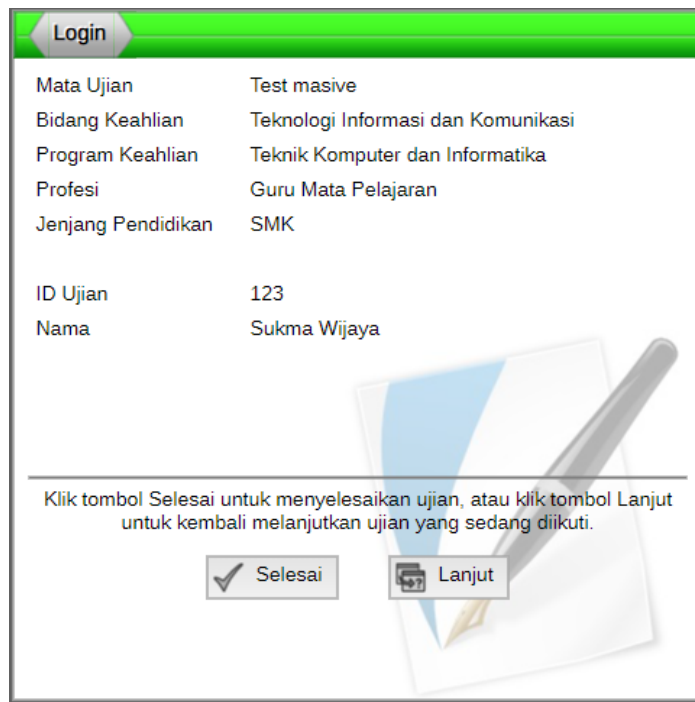 Login
Mata Ujian Test masive
Bidang Keahlian Teknologi Informasi dan Komunikasi
Program Keahlian Teknik Komputer dan Informatika
Profesi Guru Mata Pelajaran
Jenjang Pendidikan SMK
ID Ujian 123
Nama Sukma Wijaya
Klik tombol Selesai untuk menyelesaikan ujian, atau klik tombol Lanjut
untuk kembali melanjutkan ujian yang sedang diikuti.
Selesai Lanjut